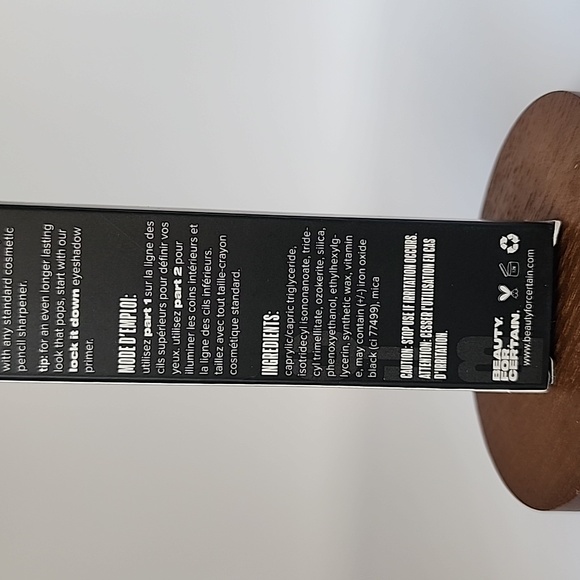 with any standard cosmetic
pencil sharpener.
tip: for an even longer lasting
look that pops, start with our
lock it down eyeshadow
primer.
MODE D'EMPLOI:
utilisez part 1 sur la ligne des
cils supérieurs pour définir vos
yeux. utilisez part 2 pour
illuminer les coins intérieurs et
la ligne des cils inférieurs.
taillez avec tout taille-crayon
cosmétique standard.
INGREDIENTS:
caprylic/capric triglyceride,
isotridecyl isononanoate, tride-
cyl trimellitate, ozokerite, silica,
phenoxyethanol, ethylhexylg-
lycerin, synthetic wax, vitamin
e. may contain (+/-) iron oxide
black (ci 77499), mica
CAUTION: STOP USE IF IRRITATION OCCURS.
ATTENTION: CESSER L'UTILISATION EN CAS
D'IRRITATION.
BEAUTY.
FOR
CERTAIN.
www.beautyforcertain.com